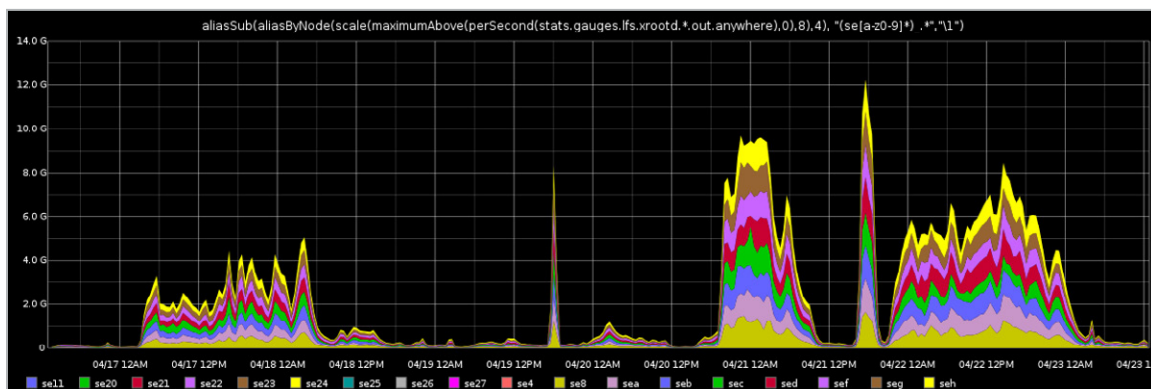 aliasSub(aliasByNode(scale(maximumAbove(perSecond(stats.gauges.lfs.xrootd.*.out.anywhere),0),8),4), "(se[a-z0-9]*) .*","\1")
14.0 G
12.0 G
10.0 G
8.0 G
6.0 G
4.0 G
2.0 G
0
04/17 12AM 04/17 12PM 04/18 12AM 04/18 12PM 04/19 12AM 04/19 12PM 04/20 12AM 04/20 12PM 04/21 12AM 04/21 12PM 04/22 12AM 04/22 12PM 04/23 12AM 04/23 1
se11 se20 se21 se22 se23 se24 se25 se26 se27 se4 se8 sea seb sec sed sef seg seh